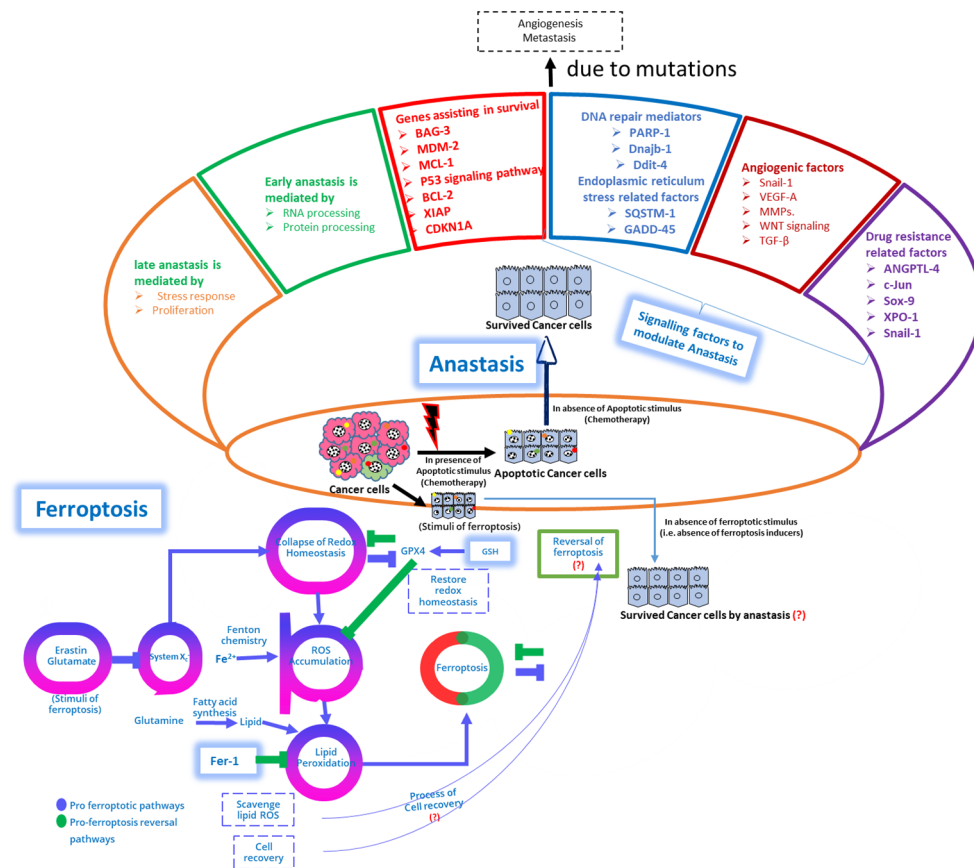 Angiogenesis
Metastasis
due to mutations
Genes assisting in survival
BAG-3
MDM-2
MCL-1
P53 signaling pathway
BCL-2
XIAP
CDKN1A
DNA repair mediators
PARP-1
Dnajb-1
Ddit-4
Endoplasmic reticulum
stress related factors
SQSTM-1
GADD-45
Early anastasis is
mediated by
RNA processing
Protein processing
Angiogenic factors
Snail-1
VEGF-A
MMPs.
WNT signaling
TGF-β
late anastasis is
mediated by
Stress response
Proliferation
Drug resistance
related factors
ANGPTL-4
c-Jun
Sox-9
XPO-1
Snail-1
Survived Cancer cells
Signalling factors to
modulate Anastasis
Anastasis
In absence of Apoptotic stimulus
(Chemotherapy)
In presence of
Apoptotic stimulus
(Chemotherapy)
Apoptotic Cancer cells
Cancer cells
(Stimuli of ferroptosis)
Ferroptosis
In absence of ferroptotic stimulus
(i.e. absence of ferroptosis inducers)
Collapse of Redox
Homeostasis
GPX4
GSH
Reversal of
ferroptosis
(?)
Restore
redox
homeostasis
Survived Cancer cells by anastasis (?)
Fenton
chemistry
Fe2+
ROS
Accumulation
Erastin
Glutamate
System Xc-
Ferroptosis
(Stimuli of
ferroptosis)
Fatty acid
synthesis
Glutamine
Lipid
Fer-1
Lipid
Peroxidation
Process of
Cell recovery
(?)
Scavenge
lipid ROS
Pro ferroptotic pathways
Pro-ferroptosis reversal
pathways
Cell
recovery